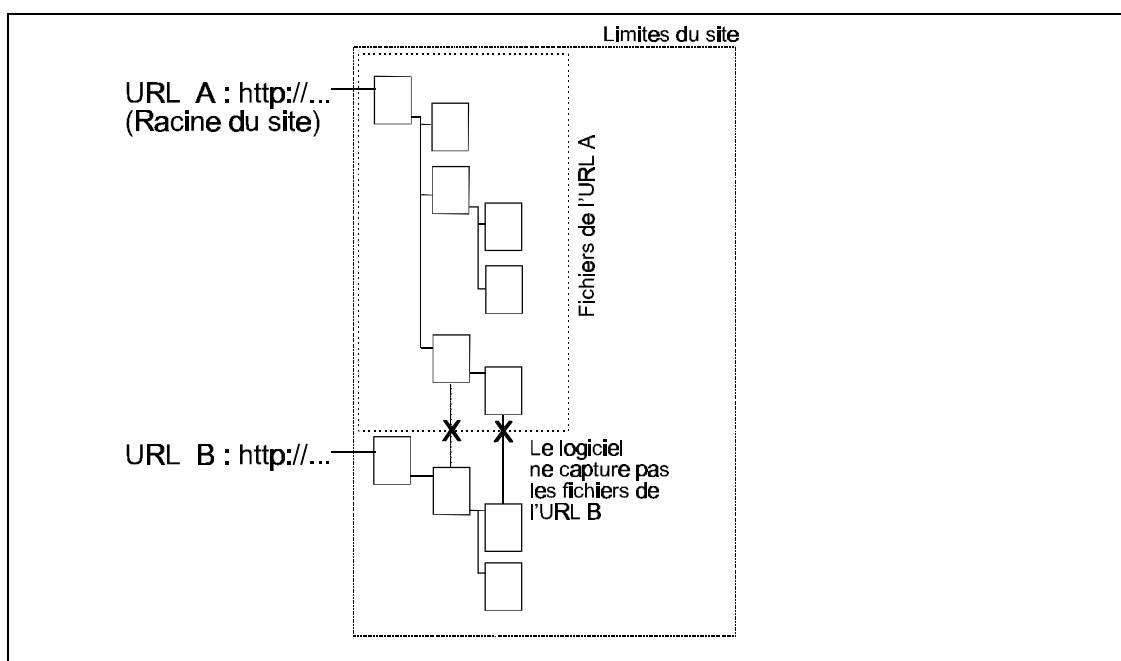 Limites du site
URL A : http://...
(Racine du site)
Fichiers de l'URL A
X X
URL B : http://...
Le logiciel
ne capture pas
les fichiers de
l'URL B